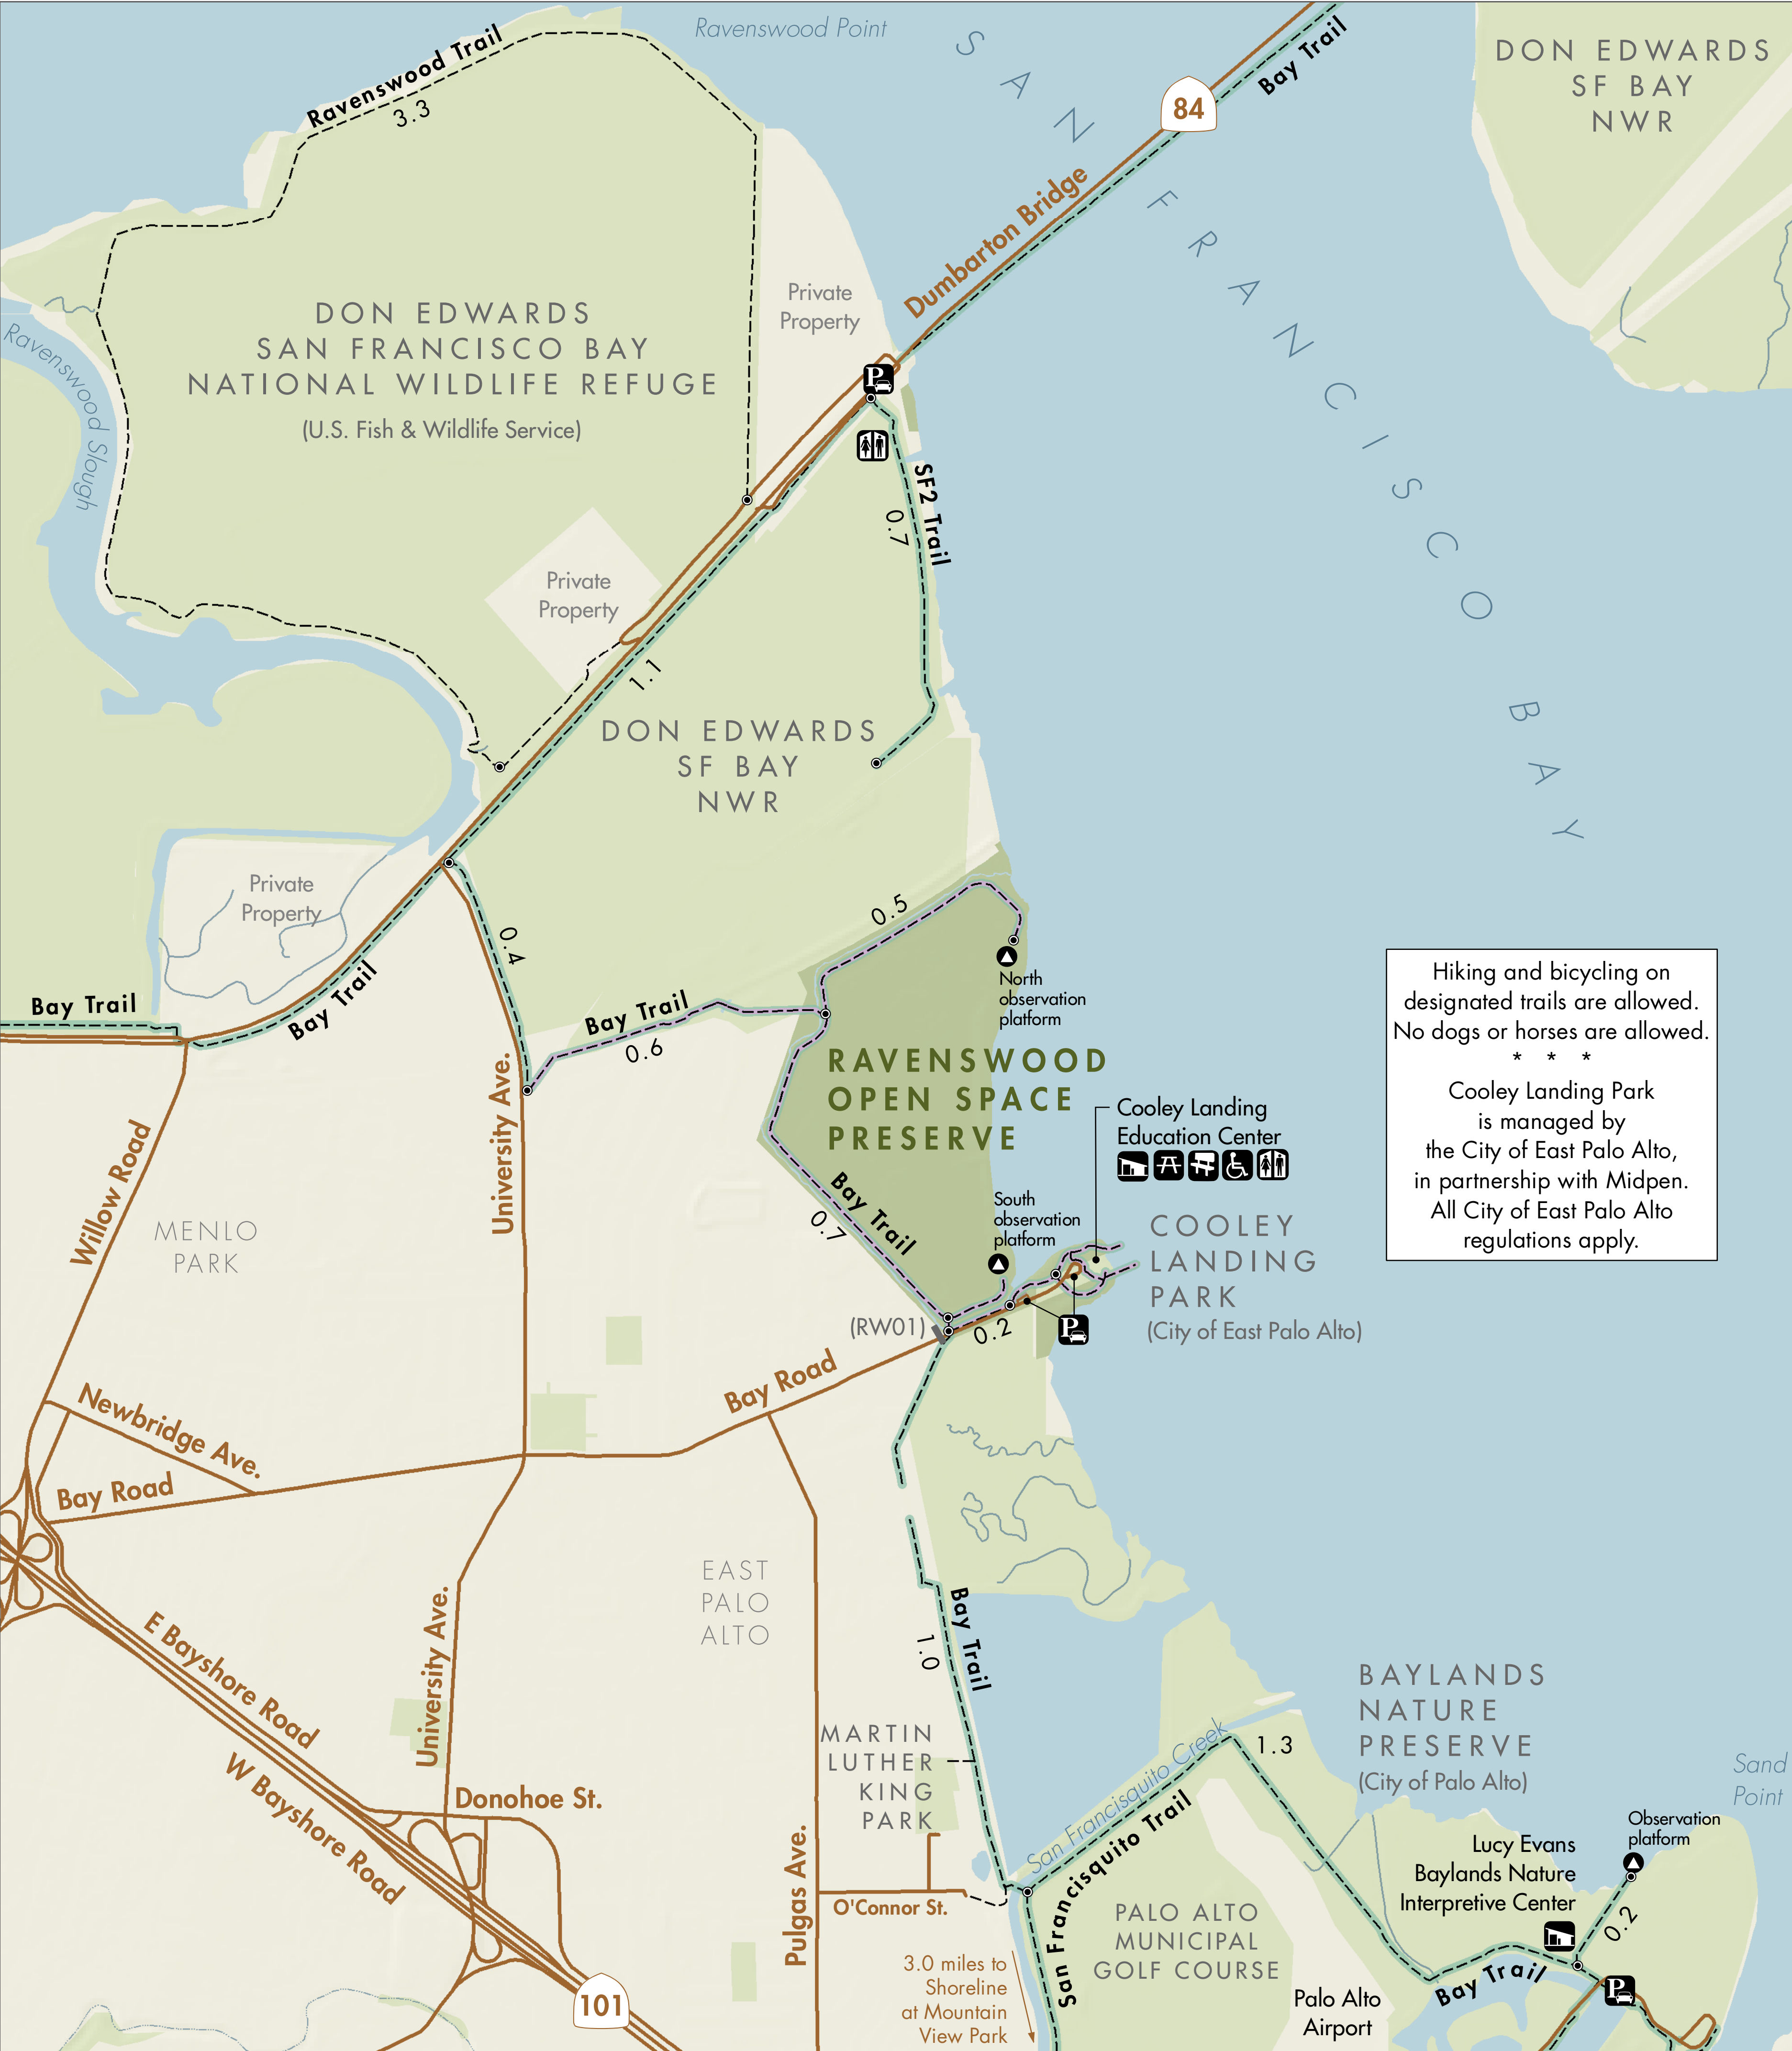 Ravenswood Point
SAN FRANCISCO BAY
84
Bay Trail
DON EDWARDS
SF BAY
NWR
Ravenswood Trail
3.3
Dumbarton Bridge
Private
Property
DON EDWARDS
SAN FRANCISCO BAY
NATIONAL WILDLIFE REFUGE
(U.S. Fish & Wildlife Service)
Ravenswood Slough
P
SF2 Trail
0.7
Private
Property
1.1
DON EDWARDS
SF BAY
NWR
Private
Property
0.4
0.5
Bay Trail
Bay Trail
Bay Trail
0.6
North
observation
platform
RAVENSWOOD
OPEN SPACE
PRESERVE
Hiking and bicycling on
designated trails are allowed.
No dogs or horses are allowed.
* * *
Cooley Landing Park
is managed by
the City of East Palo Alto,
in partnership with Midpen.
All City of East Palo Alto
regulations apply.
Cooley Landing
Education Center
University Ave.
Willow Road
MENLO
PARK
Bay Trail
0.7
South
observation
platform
COOLEY
LANDING
PARK
(City of East Palo Alto)
P
(RW01)
0.2
Bay Road
Newbridge Ave.
Bay Road
EAST
PALO
ALTO
Bay Trail
1.0
E Bayshore Road
W Bayshore Road
University Ave.
Donohoe St.
MARTIN
LUTHER
KING
PARK
San Francisquito Creek
San Francisquito Trail
1.3
BAYLANDS
NATURE
PRESERVE
(City of Palo Alto)
Sand
Point
Observation
platform
Lucy Evans
Baylands Nature
Interpretive Center
0.2
Pulgas Ave.
O'Connor St.
PALO ALTO
MUNICIPAL
GOLF COURSE
3.0 miles to
Shoreline
at Mountain
View Park
101
Palo Alto
Airport
Bay Trail
P